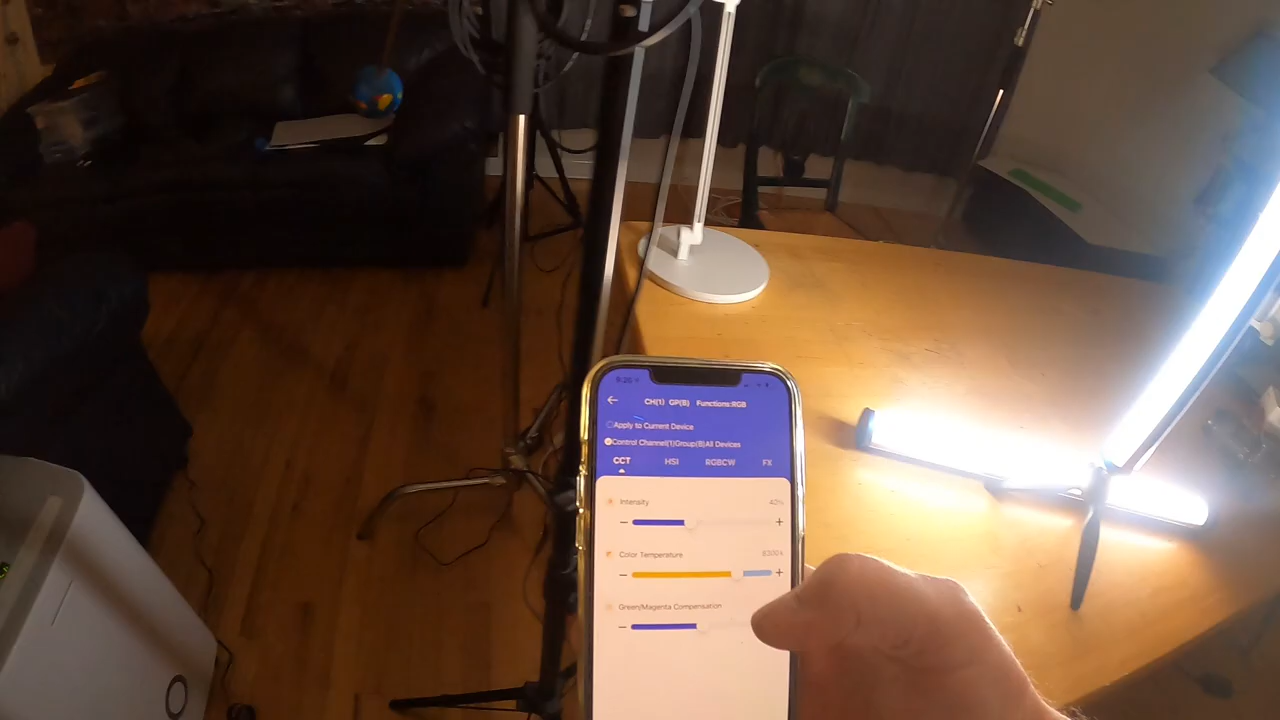 CH(1) GP(B) Functions:RGB
Apply to Current Device
Control Channel(1)Group(B)All Devices
CCT HSI RGBCW FX
Intensity
Color Temperature
Green/Magenta Compensation